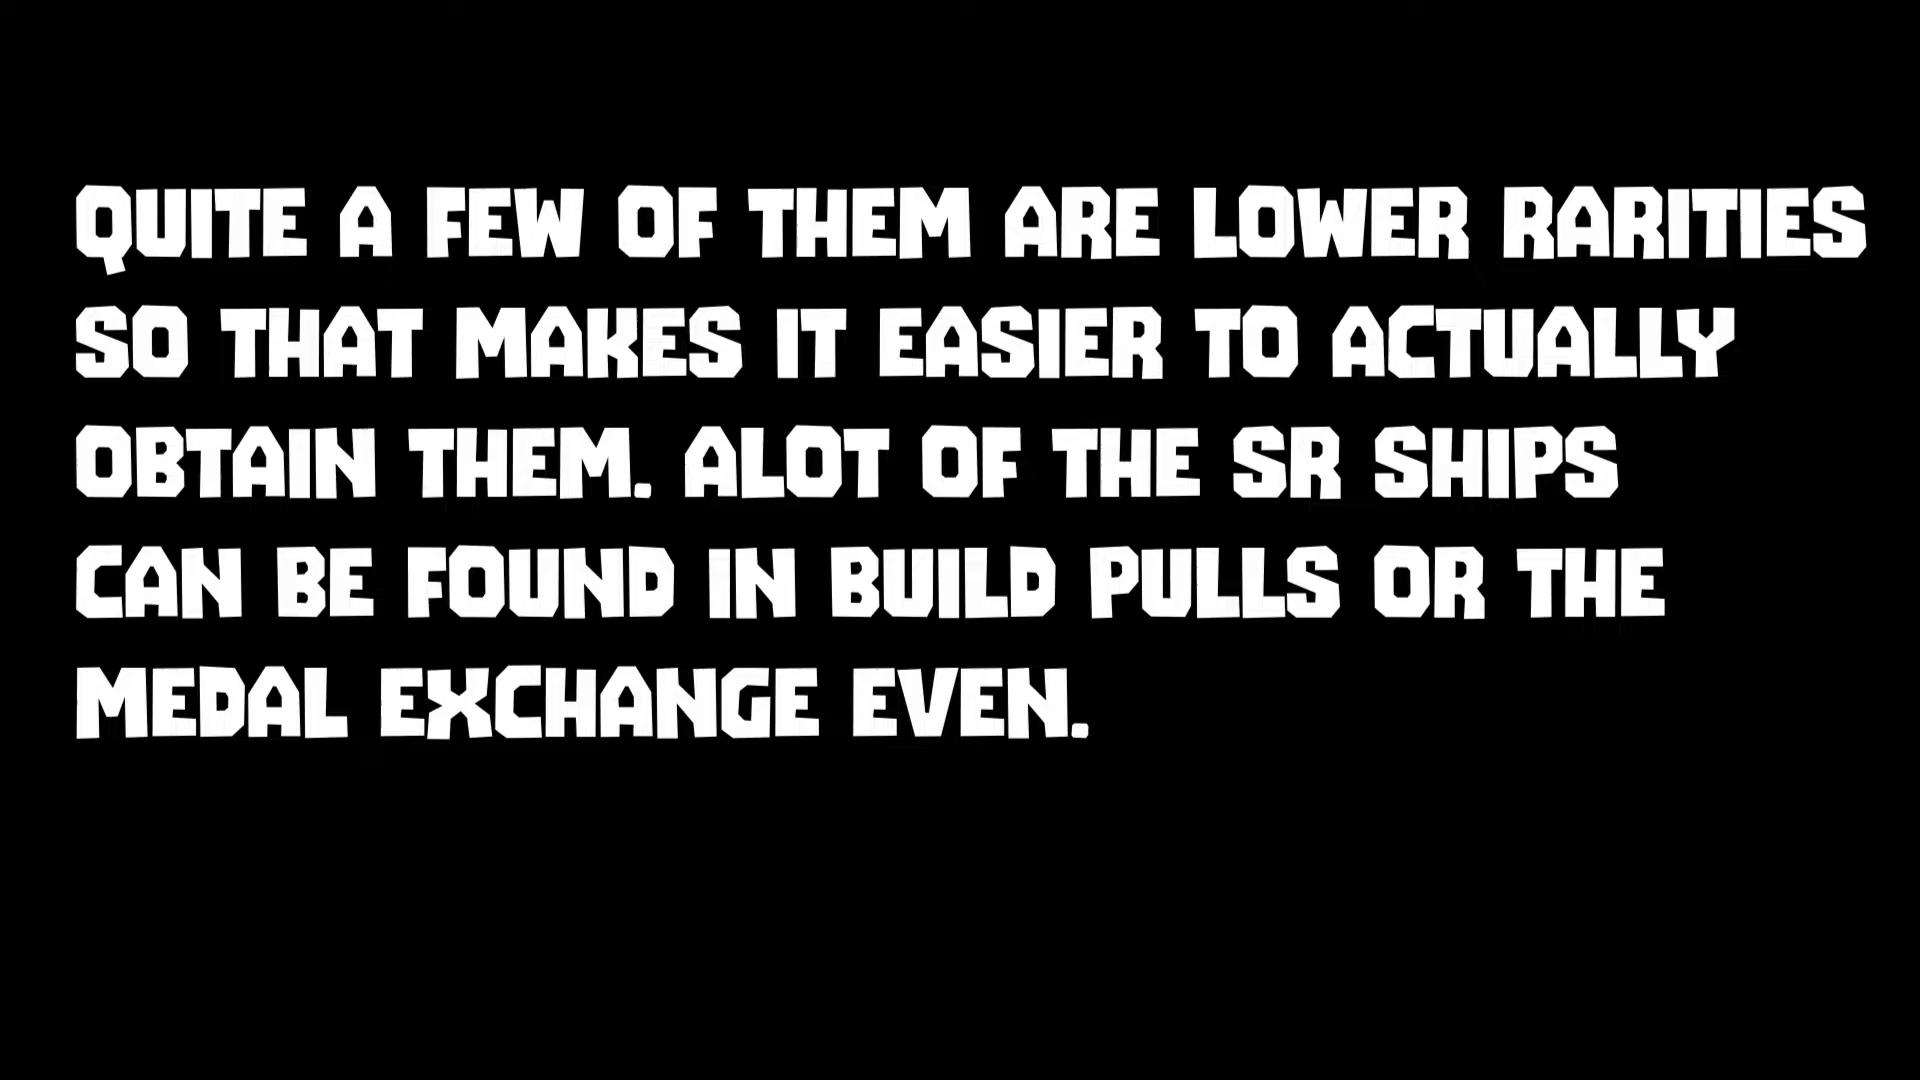 QUITE A FEW OF THEM ARE LOWER RARITIES
SO THAT MAKES IT EASIER TO ACTUALLY
OBTAIN THEM. ALOT OF THE SR SHIPS
CAN BE FOUND IN BUILD PULLS OR THE
MEDAL EXCHANGE EVEN.